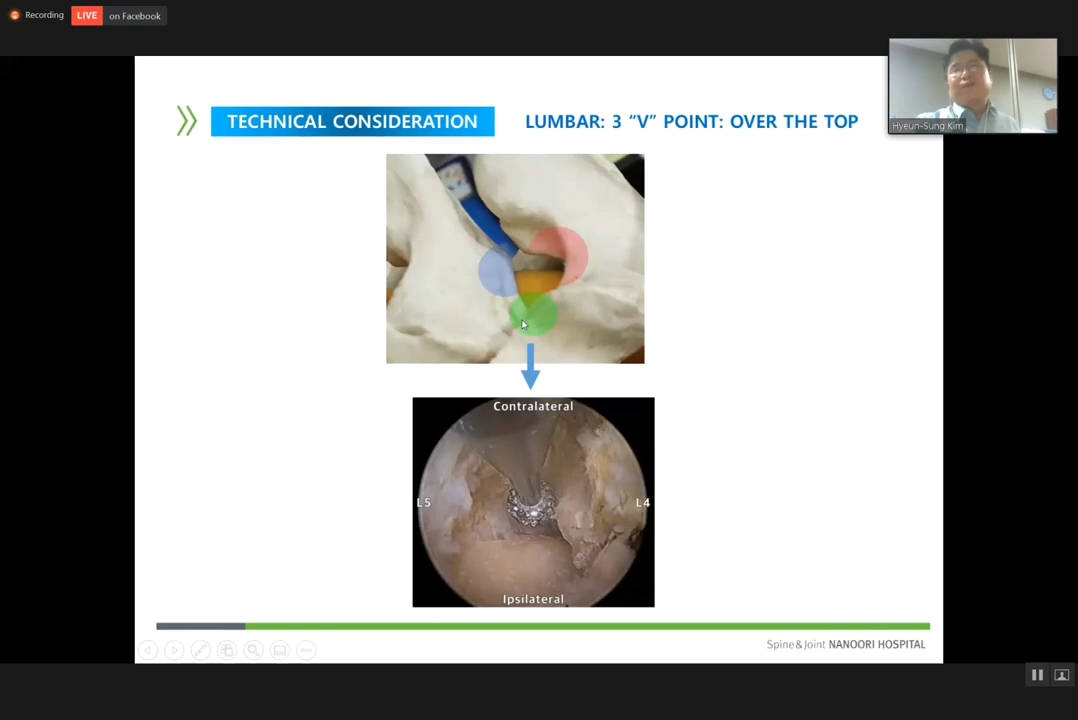 Recording LIVE on Facebook
Hyeun-Sung Kim
TECHNICAL CONSIDERATION
LUMBAR: 3 “V” POINT: OVER THE TOP
Contralateral
L5
L4
Ipsilateral
Spine&Joint NANOORI HOSPITAL